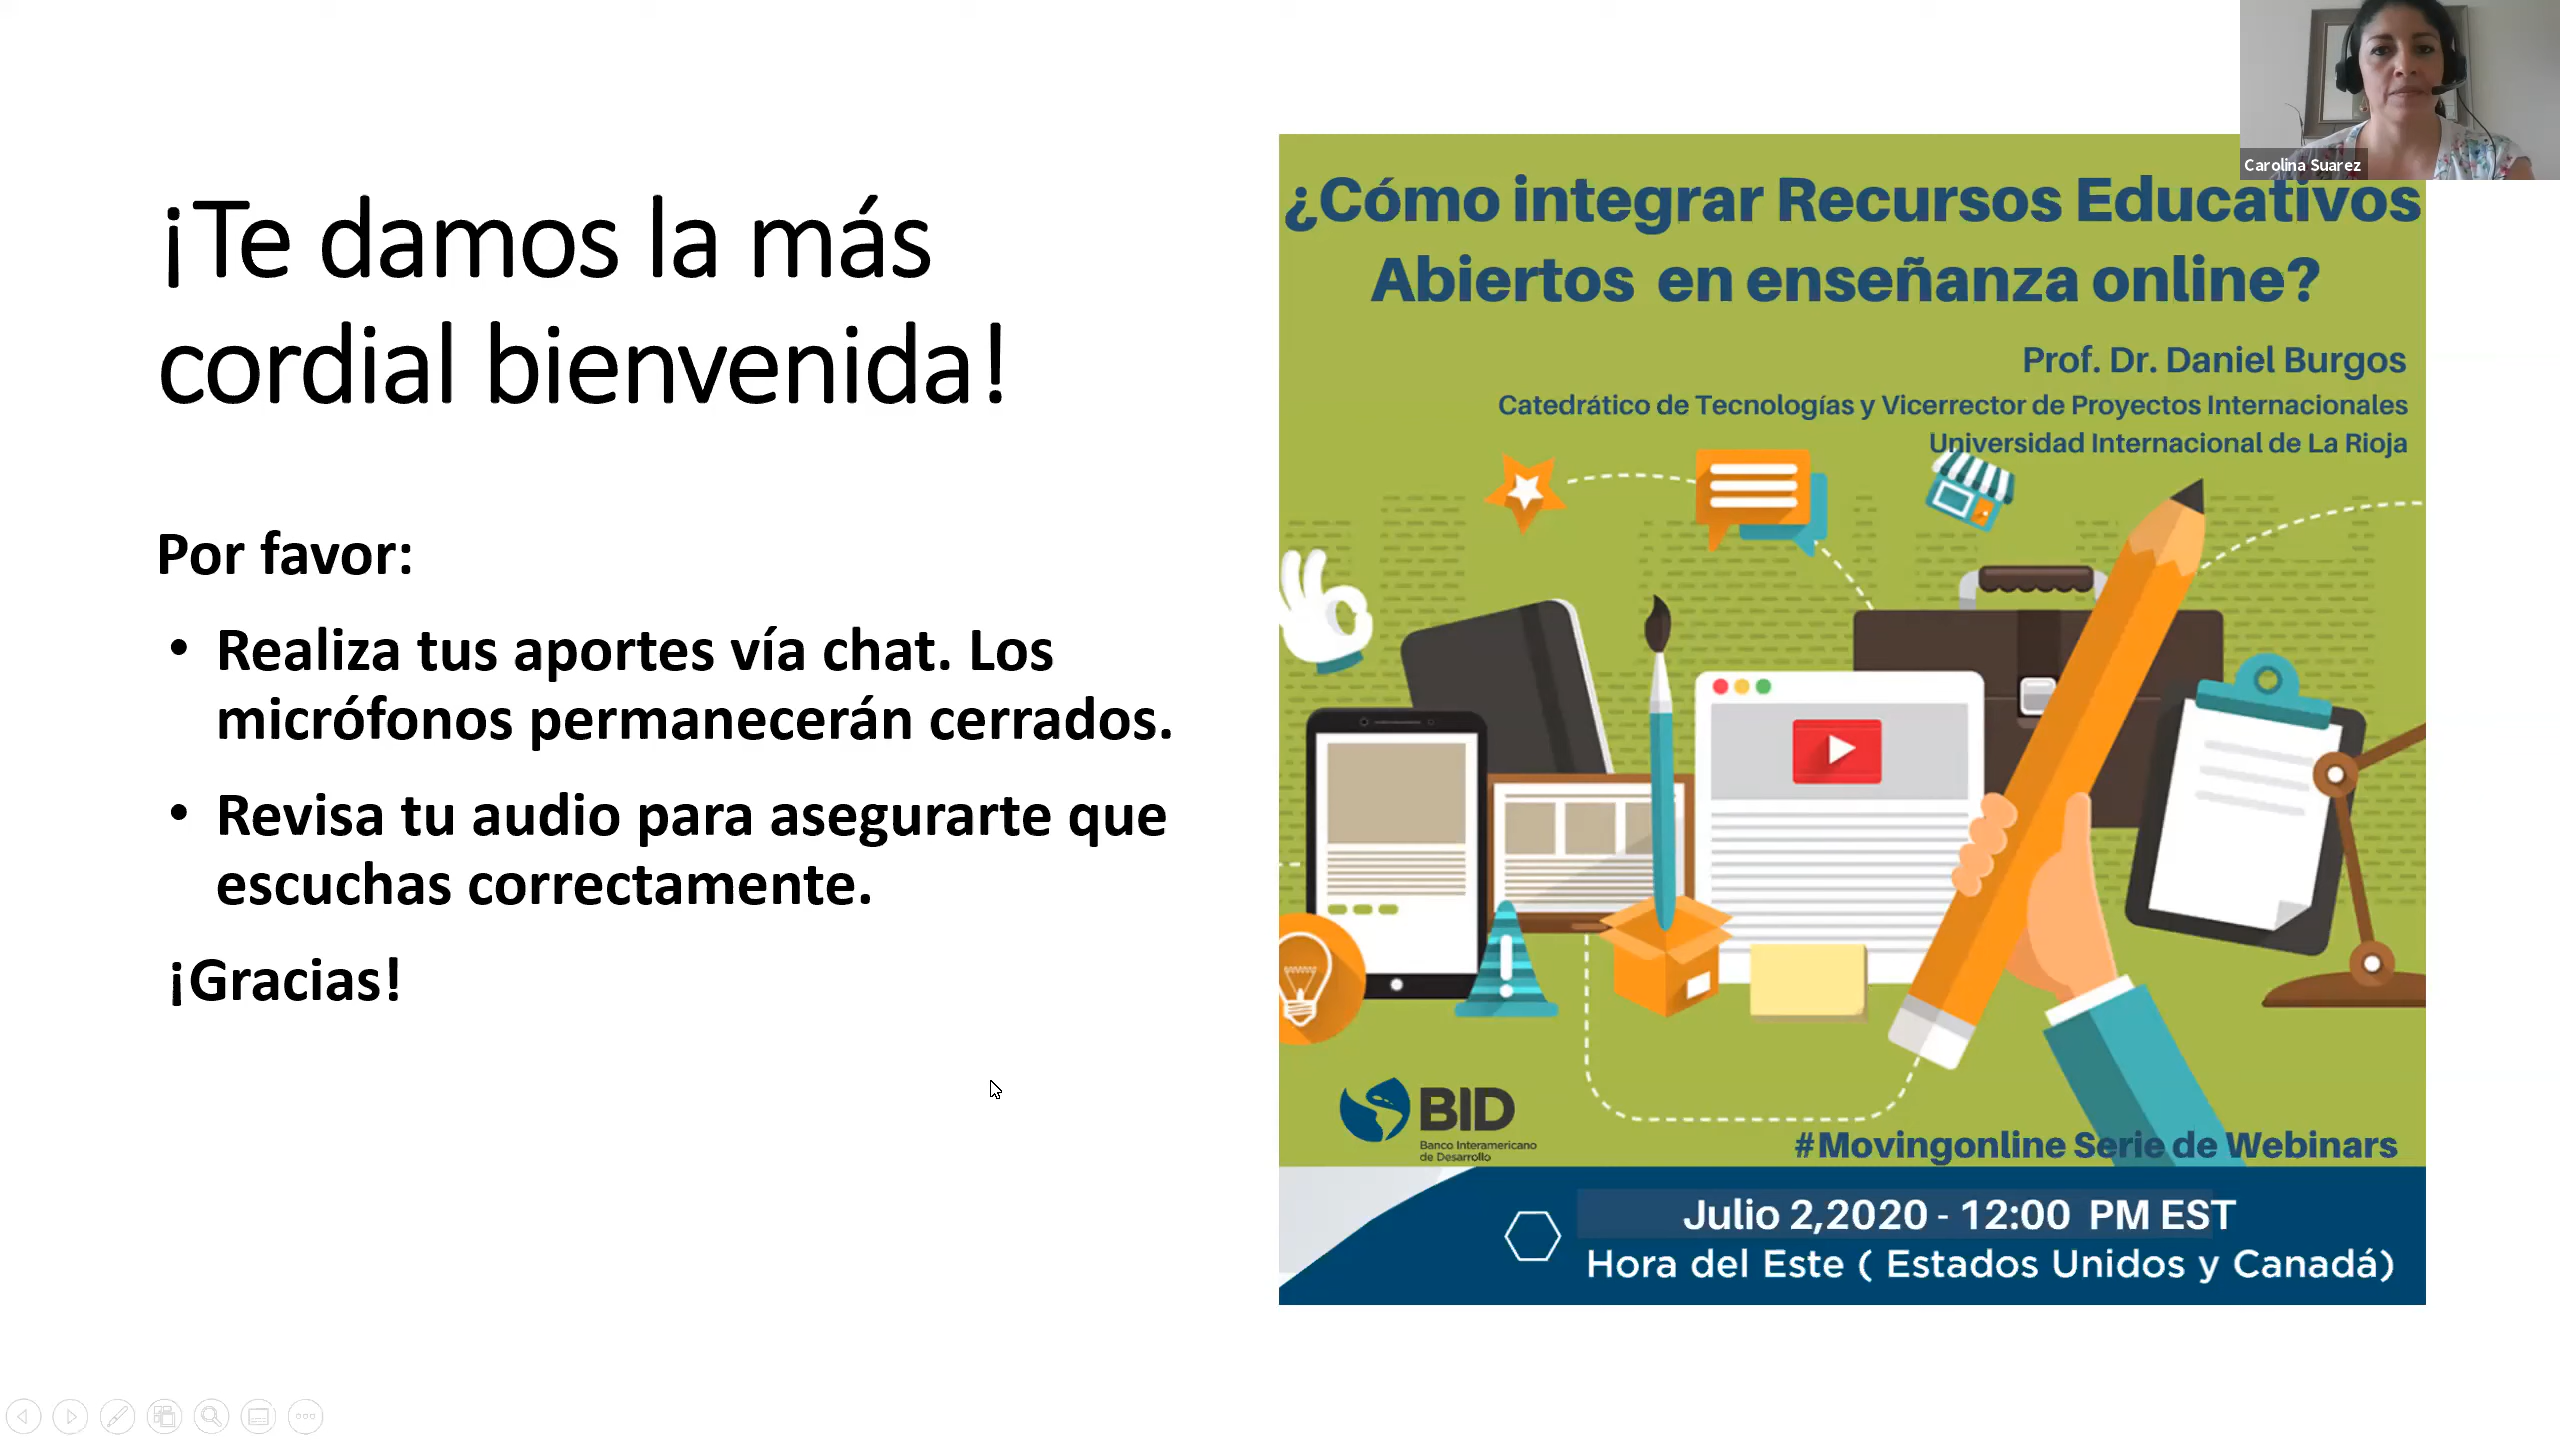 ¡Te damos la más
cordial bienvenida!
Por favor:
• Realiza tus aportes vía chat. Los
micrófonos permanecerán cerrados.
• Revisa tu audio para asegurarte que
escuchas correctamente.
¡Gracias!
Carolina Suarez
¿Cómo integrar Recursos Educativos
Abiertos en enseñanza online?
Prof. Dr. Daniel Burgos
Catedrático de Tecnologías y Vicerrector de Proyectos Internacionales
Universidad Internacional de La Rioja
BID
Banco Interamericano
de Desarrollo
#Movingonline Serie de Webinars
Julio 2,2020 - 12:00 PM EST
Hora del Este ( Estados Unidos y Canadá)